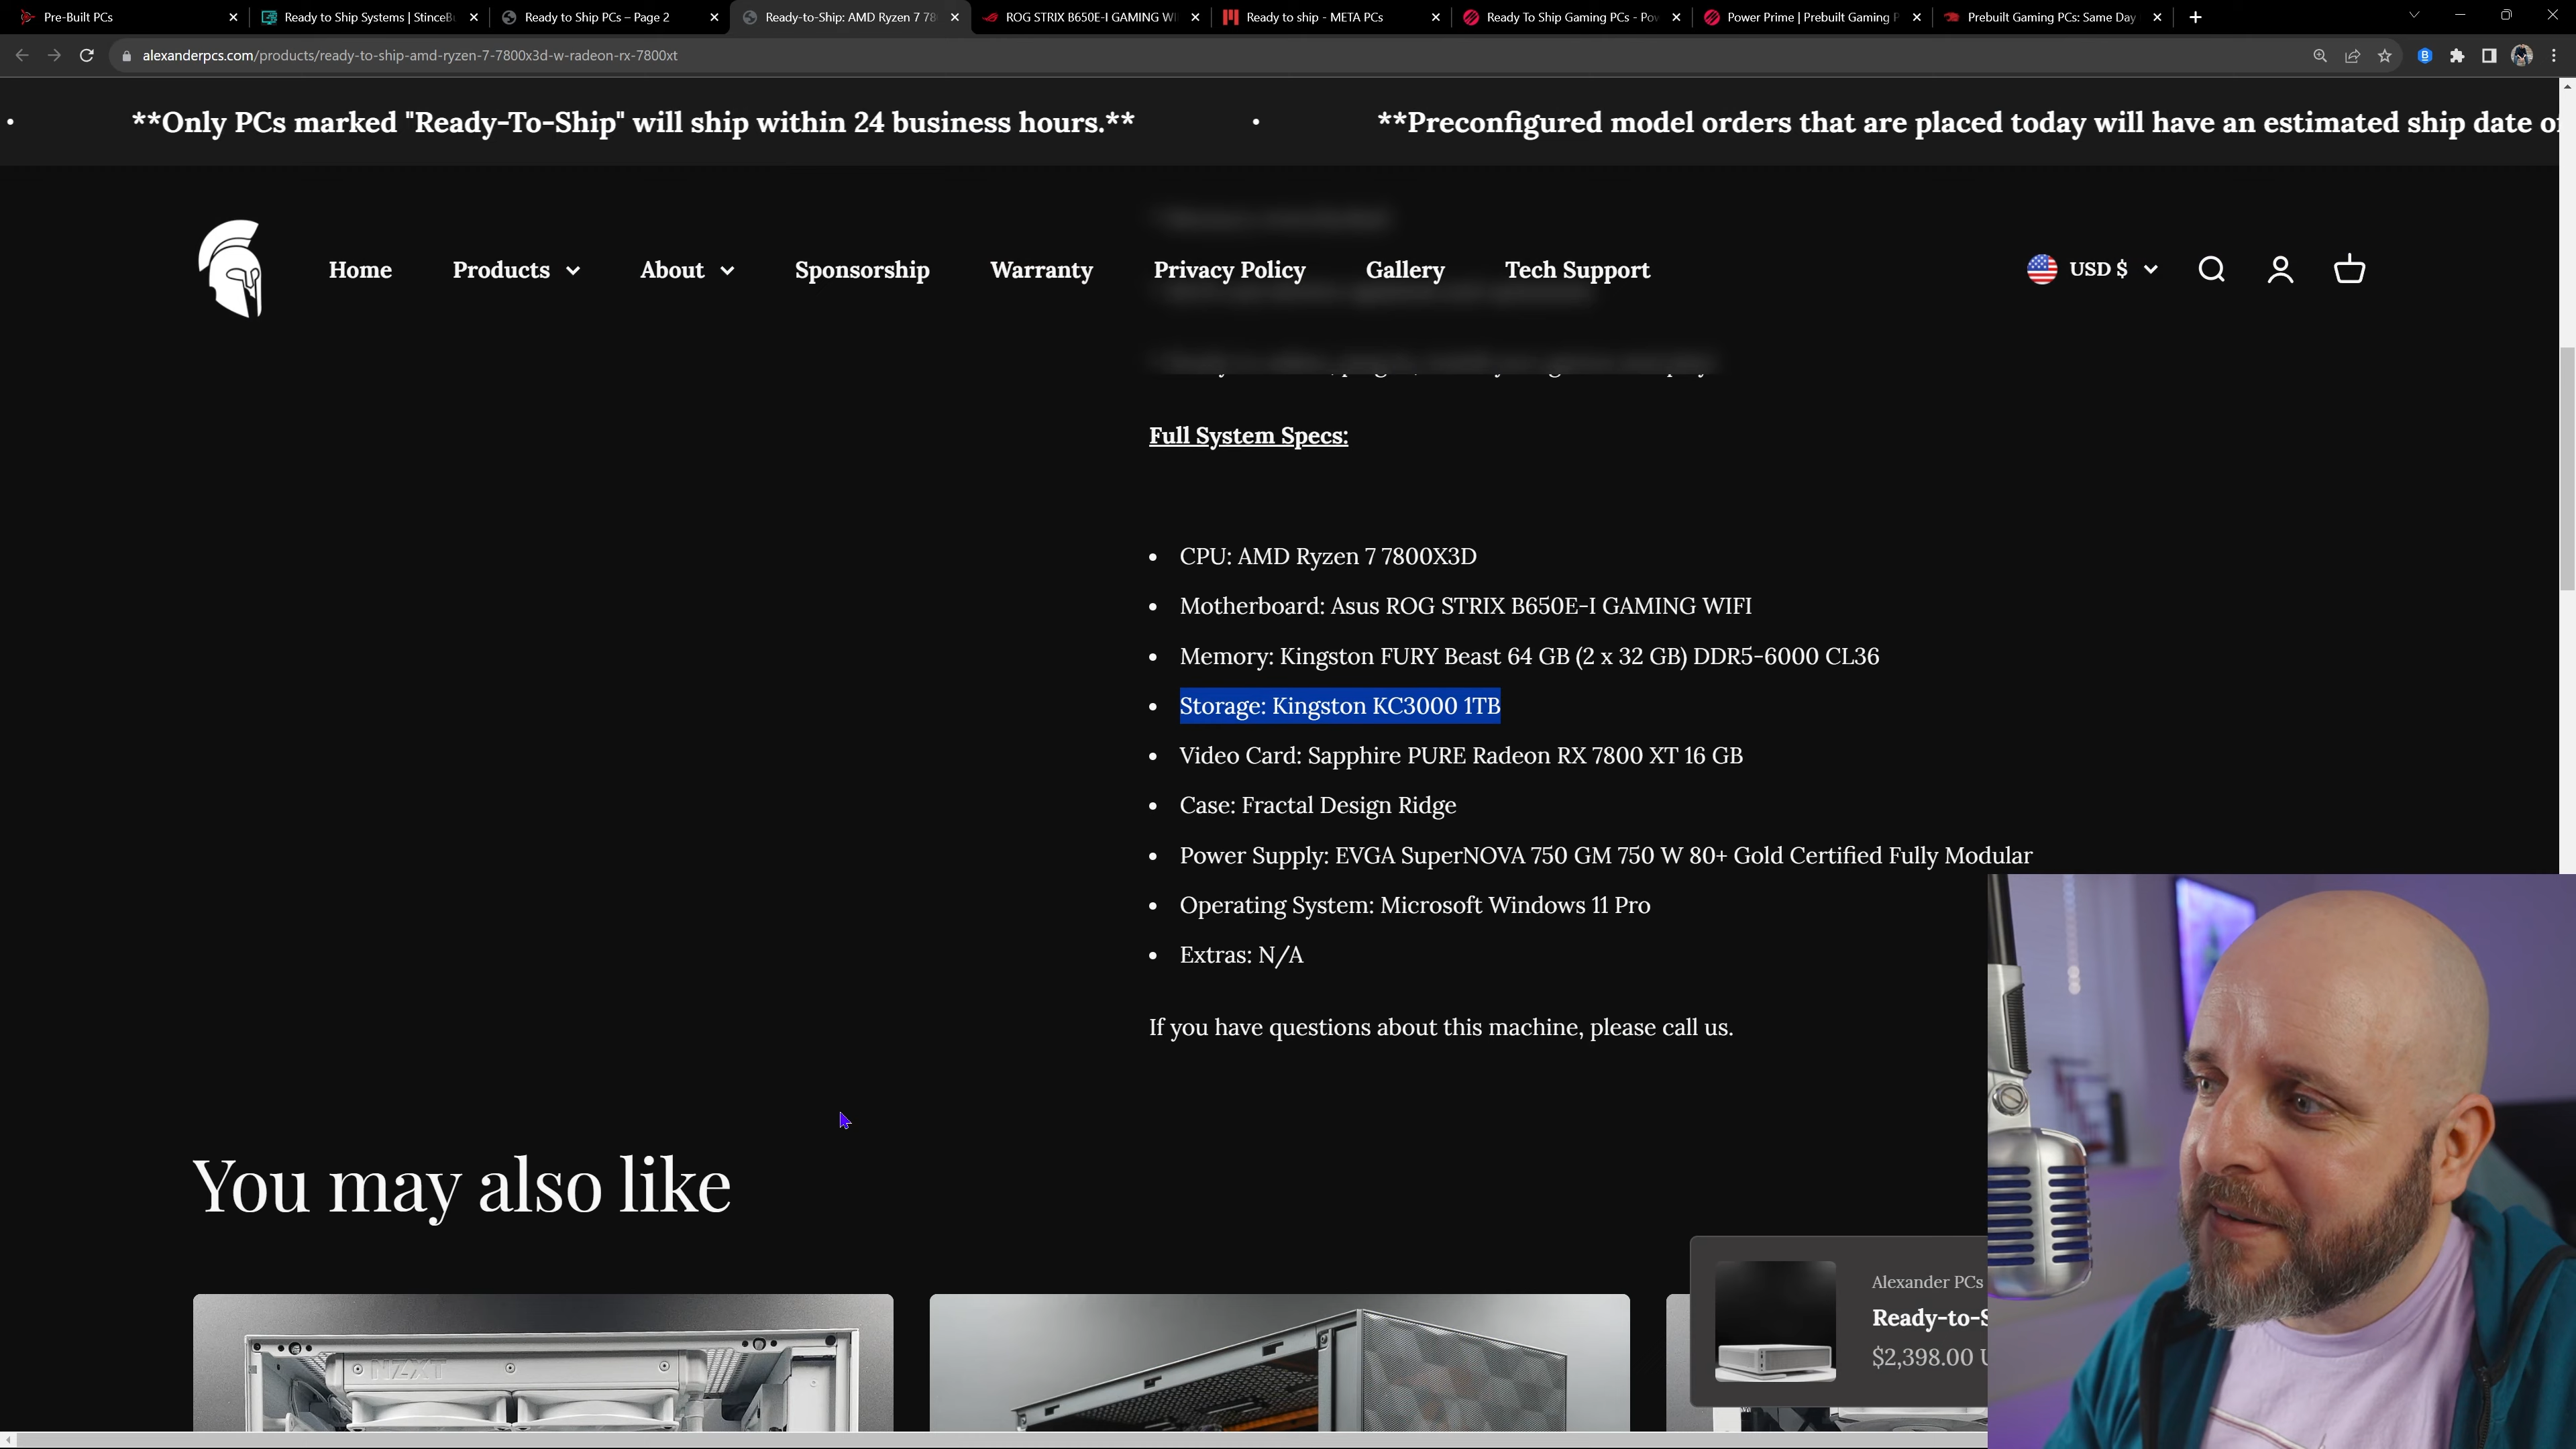 Pre-Built PCs
Ready to Ship Systems | StinceBu
Ready to Ship PCs – Page 2
Ready-to-Ship: AMD Ryzen 7 78
ROG STRIX B650E-I GAMING WI
Ready to ship - META PCs
Ready To Ship Gaming PCs - Pow
Power Prime | Prebuilt Gaming P
Prebuilt Gaming PCs: Same Day
alexanderpcs.com/products/ready-to-ship-amd-ryzen-7-7800x3d-w-radeon-rx-7800xt
• **Only PCs marked "Ready-To-Ship" will ship within 24 business hours.** • **Preconfigured model orders that are placed today will have an estimated ship date of
Home Products About Sponsorship Warranty Privacy Policy Gallery Tech Support USD $
Full System Specs:
• CPU: AMD Ryzen 7 7800X3D
• Motherboard: Asus ROG STRIX B650E-I GAMING WIFI
• Memory: Kingston FURY Beast 64 GB (2 x 32 GB) DDR5-6000 CL36
• Storage: Kingston KC3000 1TB
• Video Card: Sapphire PURE Radeon RX 7800 XT 16 GB
• Case: Fractal Design Ridge
• Power Supply: EVGA SuperNOVA 750 GM 750 W 80+ Gold Certified Fully Modular
• Operating System: Microsoft Windows 11 Pro
• Extras: N/A
If you have questions about this machine, please call us.
You may also like
NZXT
Alexander PCs
Ready-to-S
$2,398.00 U